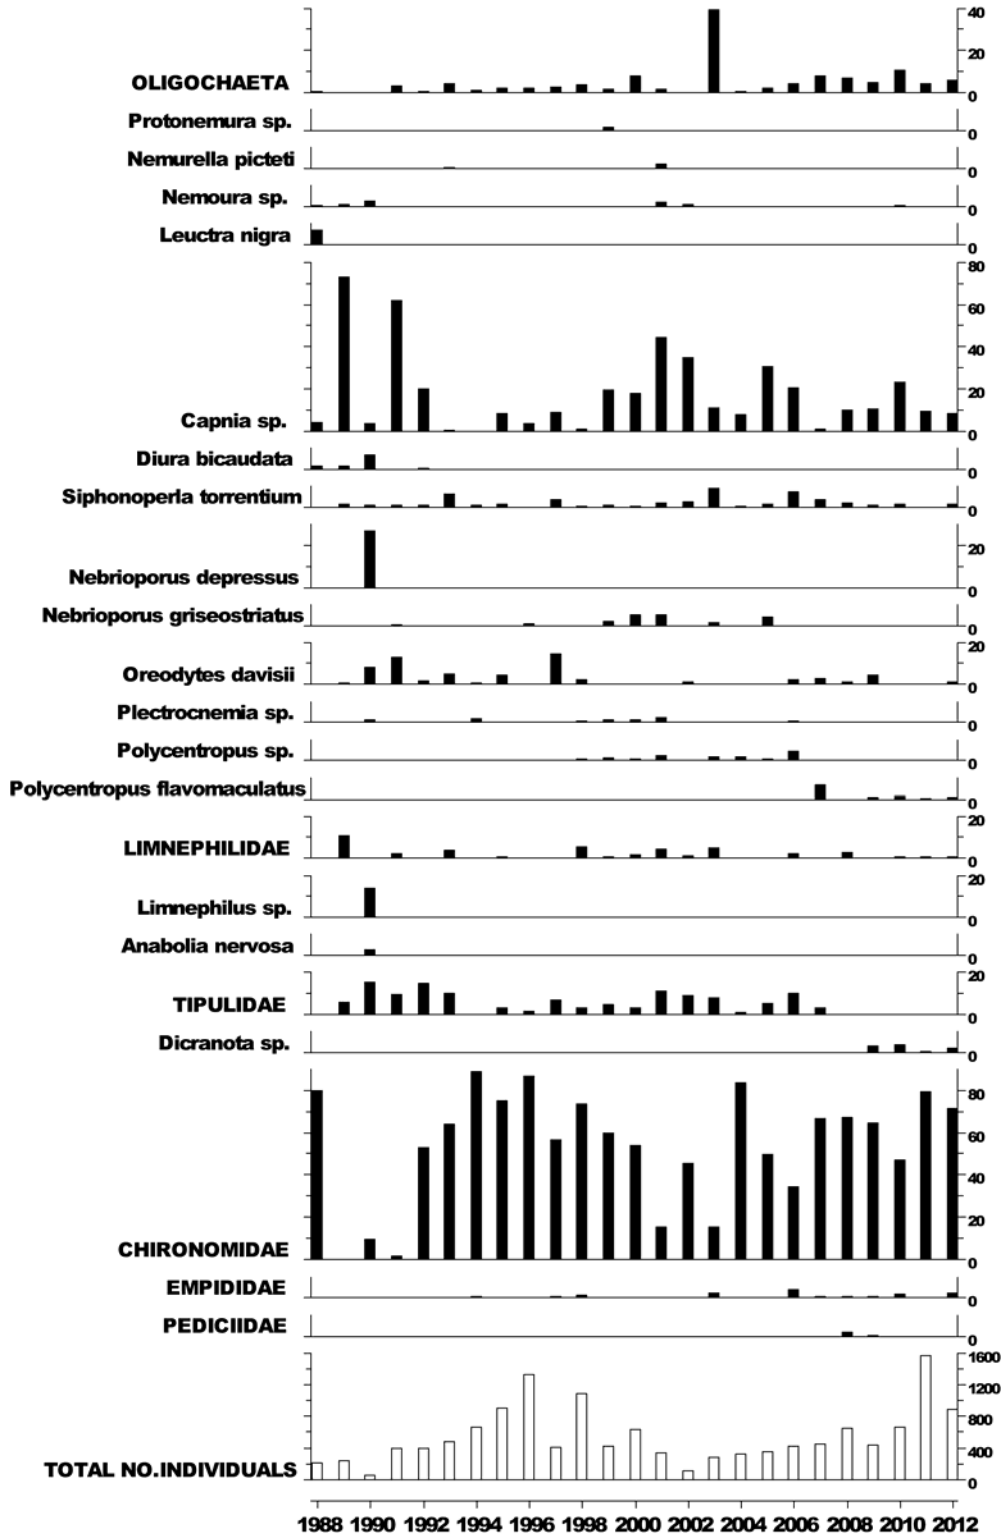 40
20
OLIGOCHAETA 0
Protonemura sp. 0
Nemurella picteti 0
Nemoura sp. 0
Leuctra nigra 0
80
60
40
20
Capnia sp. 0
Diura bicaudata 0
Siphonoperla torrentium 0
20
Nebrioporus depressus 0
Nebrioporus griseostriatus 0
20
Oreodytes davisii 0
Plectrocnemia sp. 0
Polycentropus sp. 0
Polycentropus flavomaculatus 0
20
LIMNEPHILIDAE 0
20
Limnephilus sp. 0
Anabolia nervosa 0
20
TIPULIDAE 0
Dicranota sp. 0
80
60
40
20
CHIRONOMIDAE 0
EMPIDIDAE 0
PEDICIIDAE 0
1600
1200
800
400
TOTAL NO.INDIVIDUALS 0
1988 1990 1992 1994 1996 1998 2000 2002 2004 2006 2008 2010 2012